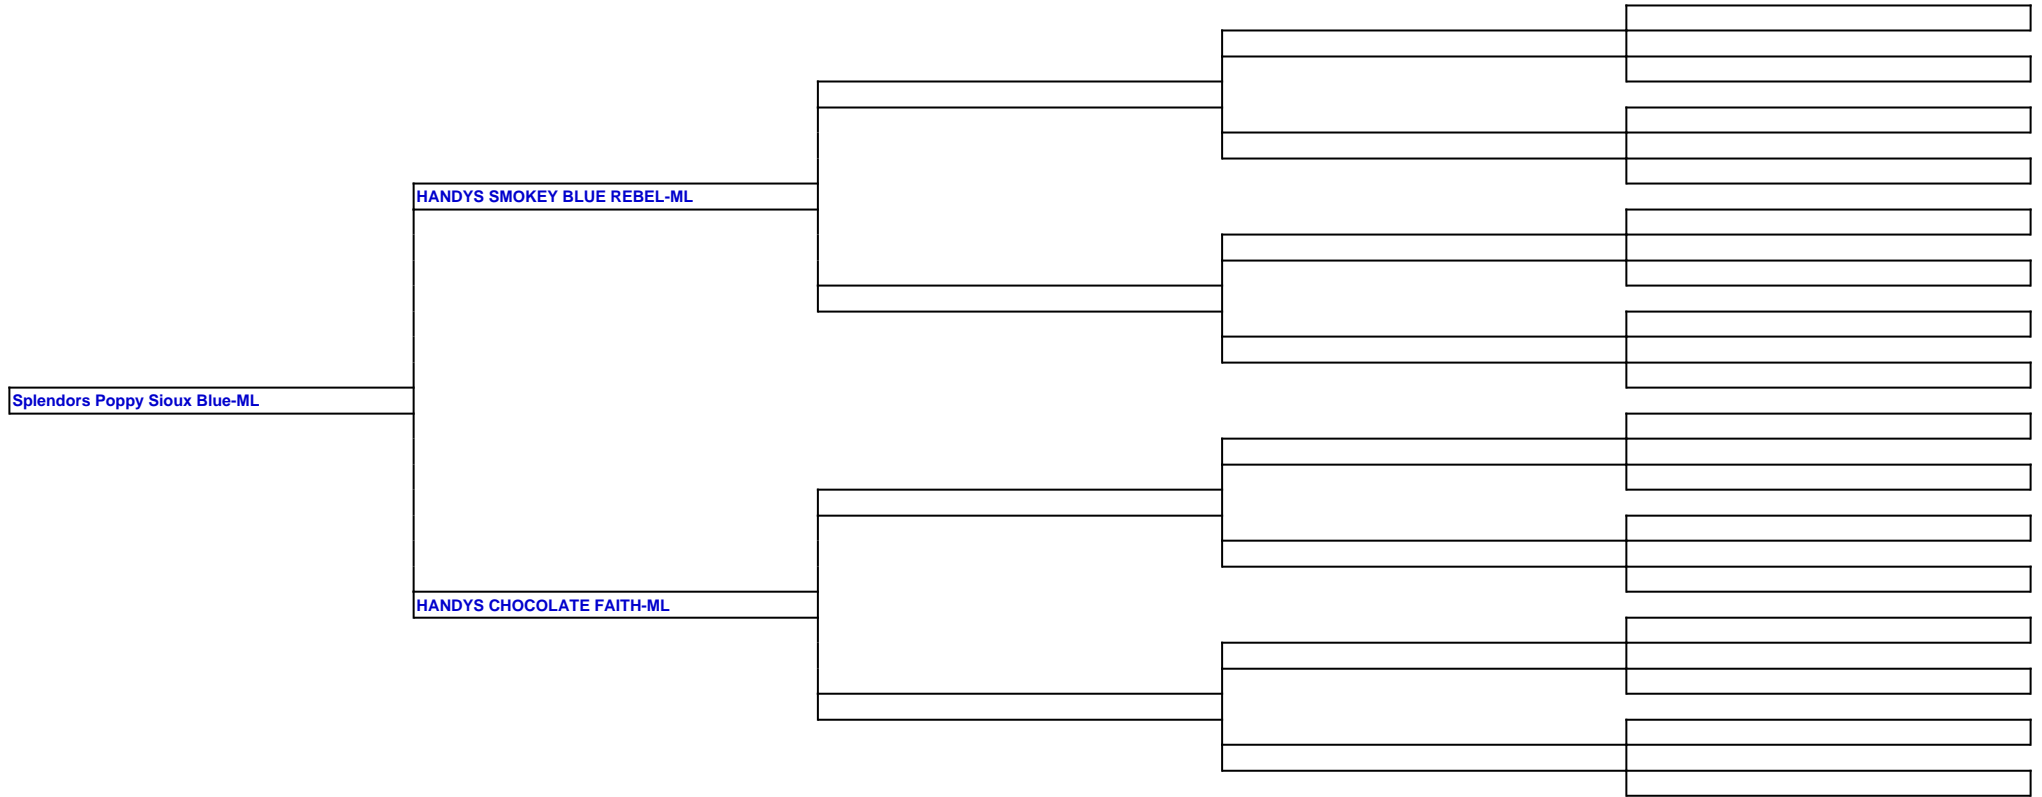 HANDYS SMOKEY BLUE REBEL-ML
Splendors Poppy Sioux Blue-ML
HANDYS CHOCOLATE FAITH-ML